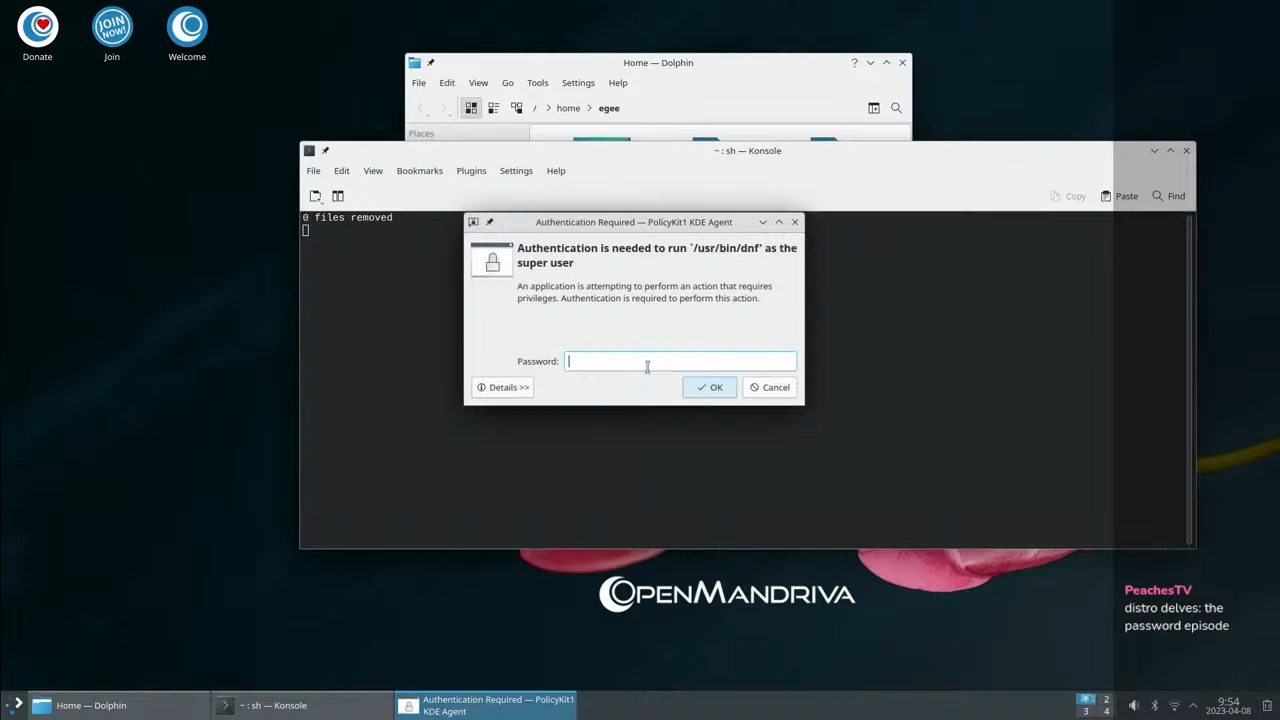 Donate
JOIN NOW!
Join
Welcome
Home — Dolphin
File Edit View Go Tools Settings Help
/ home egee
Places
~ : sh — Konsole
File Edit View Bookmarks Plugins Settings Help
Copy Paste Find
0 files removed
Authentication Required — PolicyKit1 KDE Agent
Authentication is needed to run `/usr/bin/dnf' as the
super user
An application is attempting to perform an action that requires
privileges. Authentication is required to perform this action.
Password:
Details >>
OK
Cancel
OPENMANDRIVA
PeachesTV
distro delves: the
password episode
Home — Dolphin
~ : sh — Konsole
Authentication Required — PolicyKit1
KDE Agent
2
3 4
9:54
2023-04-08